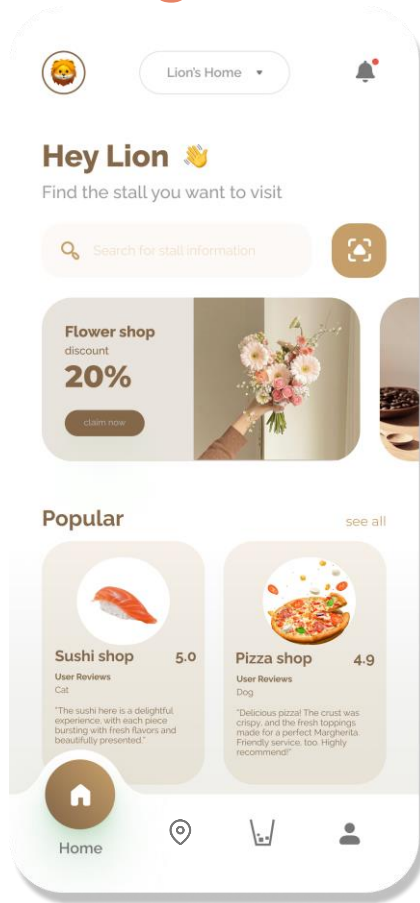 Lion's Home
Hey Lion
Find the stall you want to visit
Search for stall information
Flower shop
discount
20%
claim now
Popular
see all
Sushi shop 5.0
User Reviews
Cat
"The sushi here is a delightful
experience, with each piece
bursting with fresh flavors and
beautifully presented."
Pizza shop 4.9
User Reviews
Dog
"Delicious pizza! The crust was
crispy, and the fresh toppings
made for a perfect Margherita.
Friendly service, too. Highly
recommend!"
Home